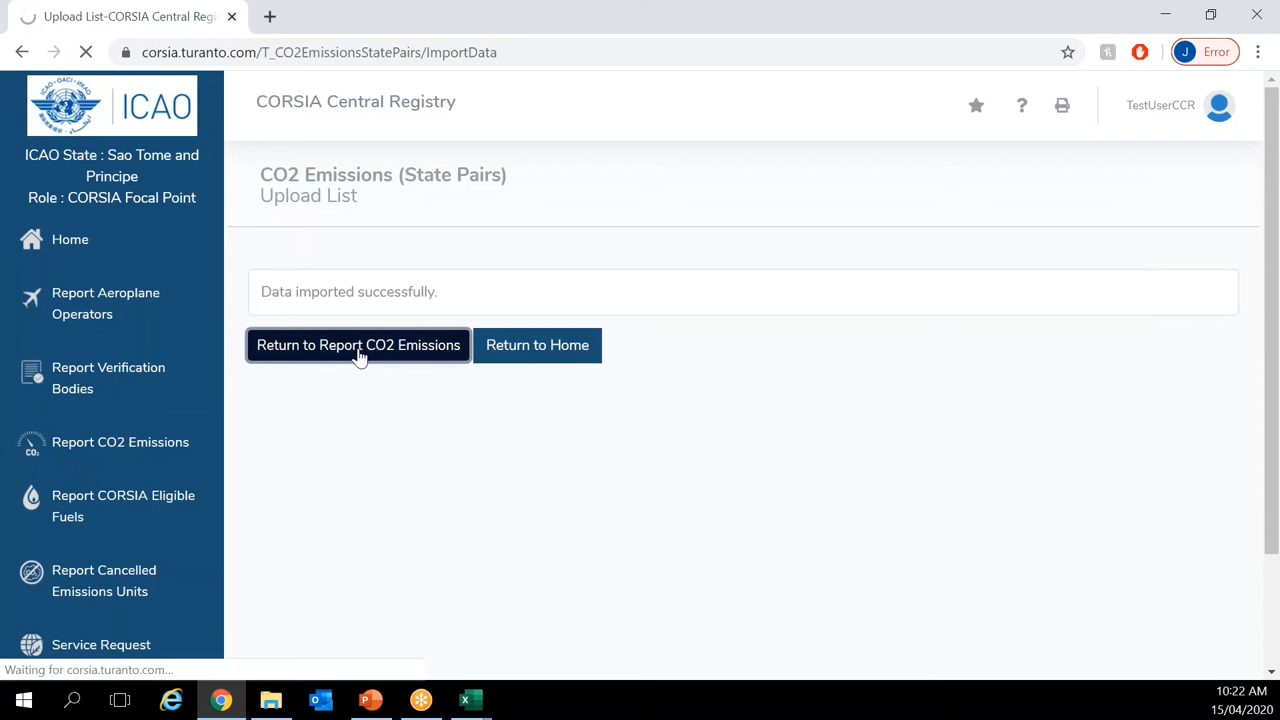 Upload List-CORSIA Central Regi
corsia.turanto.com/T_CO2EmissionsStatePairs/ImportData
J Error
ICAO
ICAO State : Sao Tome and
Principe
Role : CORSIA Focal Point
Home
Report Aeroplane
Operators
Report Verification
Bodies
CO₂
Report CO2 Emissions
Report CORSIA Eligible
Fuels
Report Cancelled
Emissions Units
Service Request
CORSIA Central Registry
?
TestUserCCR
CO2 Emissions (State Pairs)
Upload List
Data imported successfully.
Return to Report CO2 Emissions
Return to Home
Waiting for corsia.turanto.com...
10:22 AM
15/04/2020